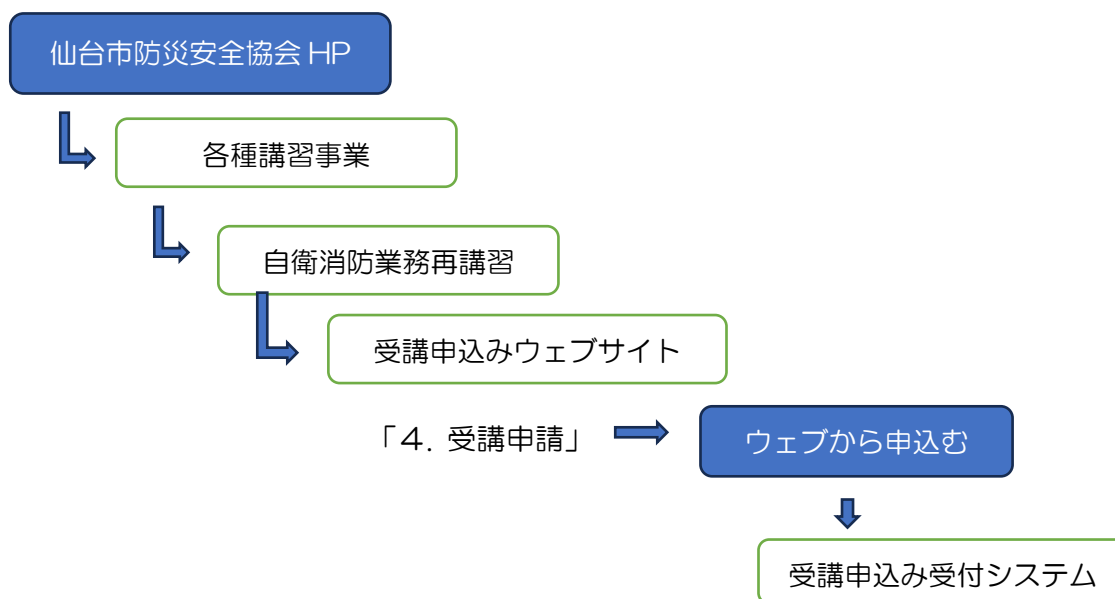 仙台市防災安全協会 HP
各種講習事業
自衛消防業務再講習
受講申込みウェブサイト
「4. 受講申請」
ウェブから申込む
受講申込み受付システム